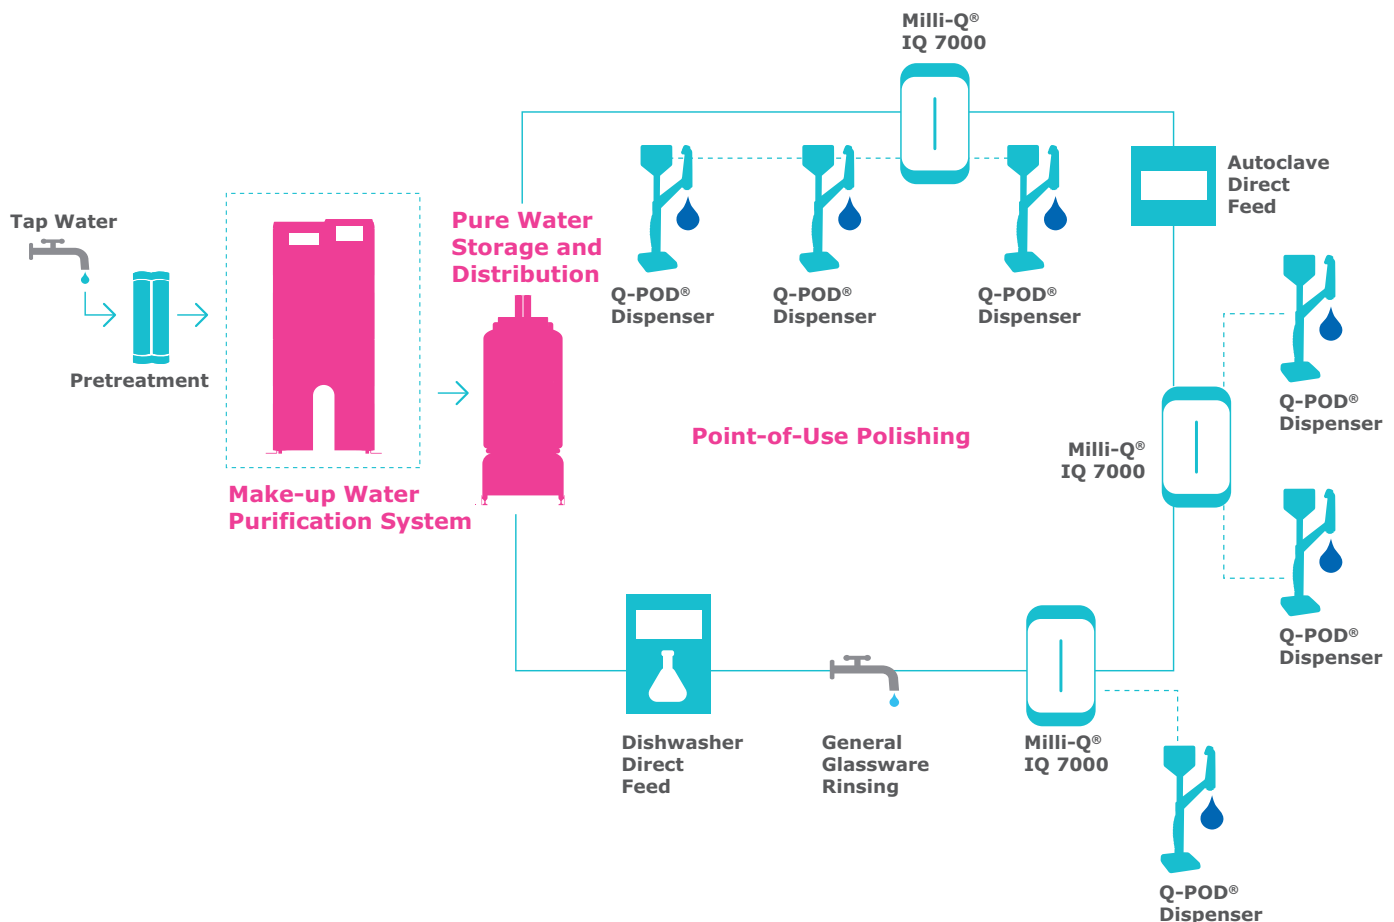 Milli-Q®
IQ 7000
Autoclave
Direct
Feed
Tap Water
Pure Water
Storage and
Distribution
Q-POD®
Dispenser
Q-POD®
Dispenser
Q-POD®
Dispenser
Pretreatment
Q-POD®
Dispenser
Point-of-Use Polishing
Milli-Q®
IQ 7000
Make-up Water
Purification System
Q-POD®
Dispenser
Dishwasher
Direct
Feed
General
Glassware
Rinsing
Milli-Q®
IQ 7000
Q-POD®
Dispenser